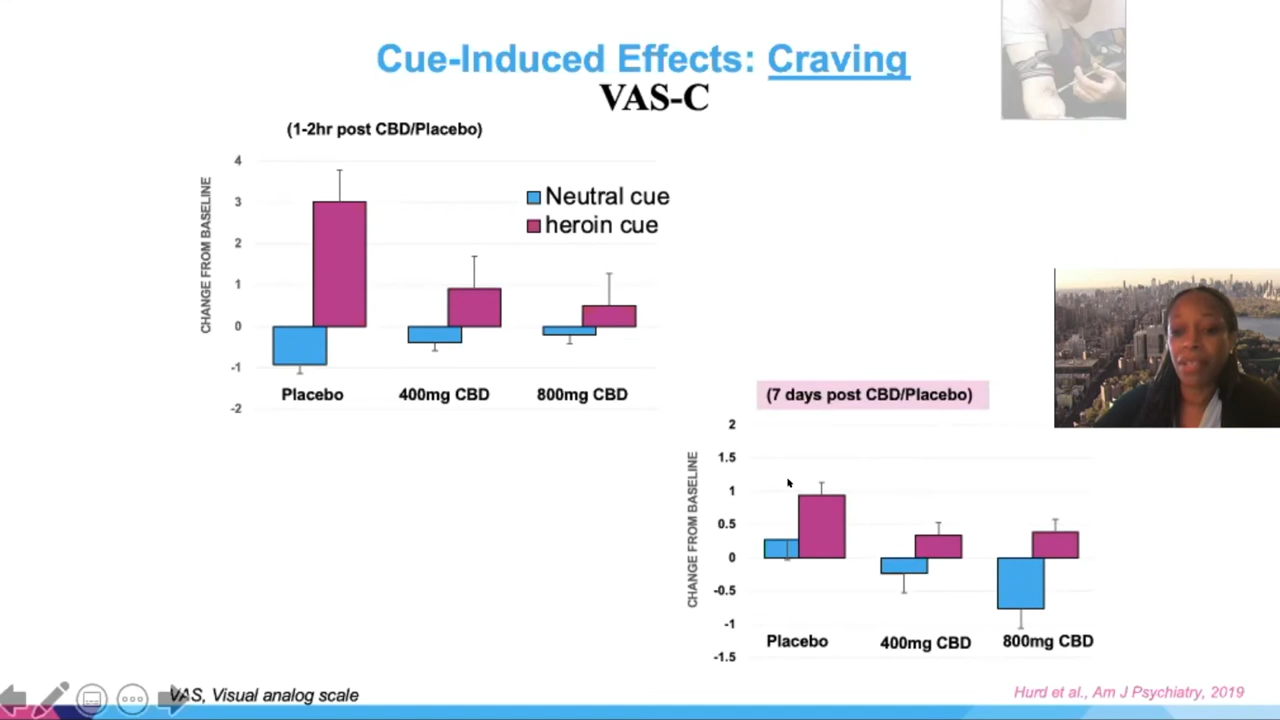 Cue-Induced Effects: Craving
VAS-C
(1-2hr post CBD/Placebo)
CHANGE FROM BASELINE
4
3
2
1
0
-1
-2
Neutral cue
heroin cue
Placebo
400mg CBD
800mg CBD
(7 days post CBD/Placebo)
CHANGE FROM BASELINE
2
1.5
1
0.5
0
-0.5
-1
-1.5
Placebo
400mg CBD
800mg CBD
VAS, Visual analog scale
Hurd et al., Am J Psychiatry, 2019